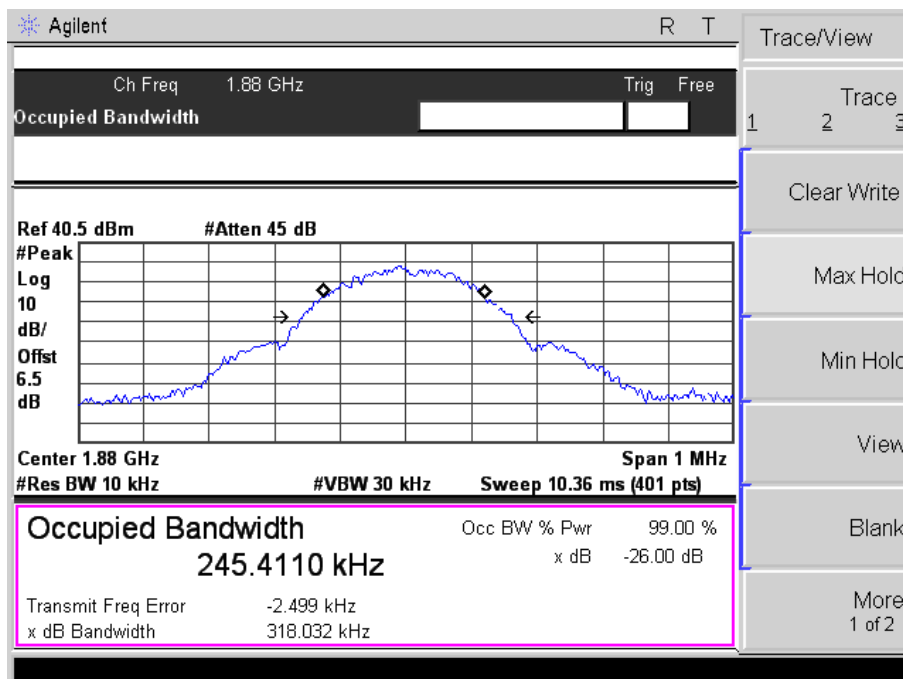 Agilent R T
Trace/View
Ch Freq 1.88 GHz Trig Free
Occupied Bandwidth
Trace
1 2 3
Clear Write
Max Hold
Min Hold
View
Blank
More
1 of 2
Ref 40.5 dBm #Atten 45 dB
#Peak
Log
10
dB/
Offst
6.5
dB
Center 1.88 GHz Span 1 MHz
#Res BW 10 kHz #VBW 30 kHz Sweep 10.36 ms (401 pts)
Occupied Bandwidth Occ BW % Pwr 99.00 %
245.4110 kHz x dB -26.00 dB
Transmit Freq Error -2.499 kHz
x dB Bandwidth 318.032 kHz